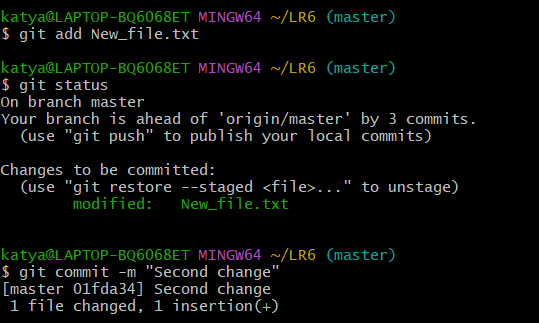 katya@LAPTOP-BQ6068ET MINGW64 ~/LR6 (master)
$ git add New_file.txt
katya@LAPTOP-BQ6068ET MINGW64 ~/LR6 (master)
$ git status
On branch master
Your branch is ahead of 'origin/master' by 3 commits.
  (use "git push" to publish your local commits)
Changes to be committed:
  (use "git restore --staged <file>..." to unstage)
        modified:   New_file.txt
katya@LAPTOP-BQ6068ET MINGW64 ~/LR6 (master)
$ git commit -m "Second change"
[master 01fda34] Second change
 1 file changed, 1 insertion(+)